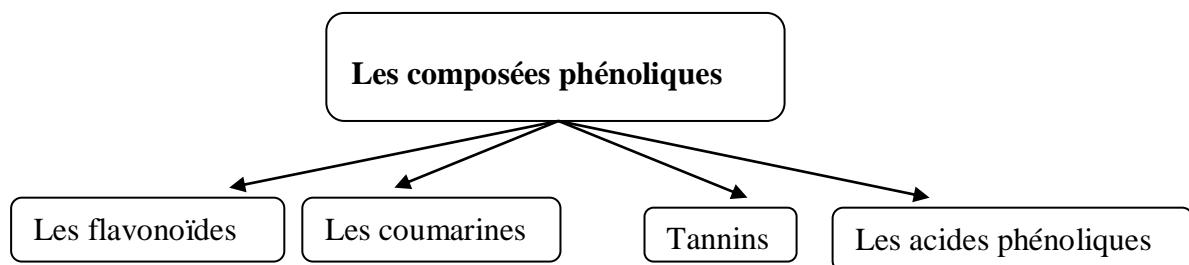 Les composées phénoliques
Les flavonoïdes
Les coumarines
Tannins
Les acides phénoliques